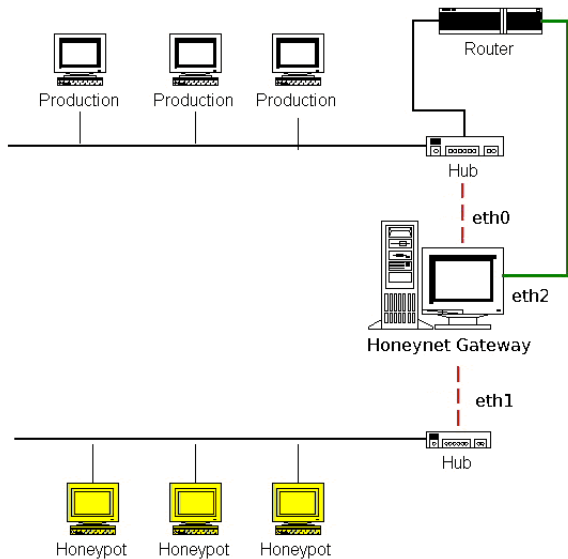 Router
Production
Production
Production
Hub
eth0
eth2
Honeynet Gateway
eth1
Hub
Honeypot
Honeypot
Honeypot